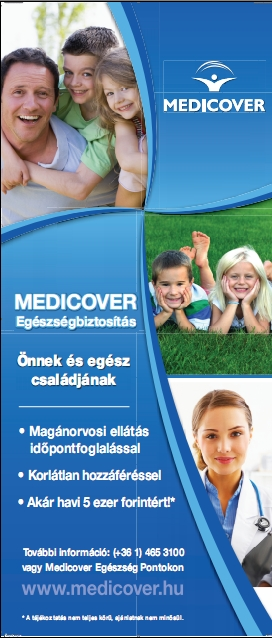 MEDICOVER
MEDICOVER
Egészségbiztosítás
Önnek és egész
családjának
• Magánorvosi ellátás
időpontfoglalással
• Korlátlan hozzáféréssel
• Akár havi 5 ezer forintért!*
További információ: (+36 1) 465 3100
vagy Medicover Egészség Pontokon
www.medicover.hu
* A tájékoztatás nem teljes körű, ajánlatnak nem minősül.